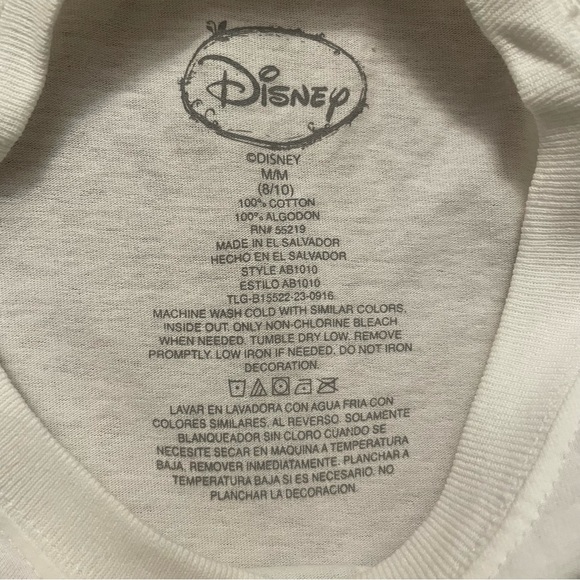 Disney
©DISNEY
M/M
(8/10)
100% COTTON
100% ALGODON
RN# 55219
MADE IN EL SALVADOR
HECHO EN EL SALVADOR
STYLE AB1010
ESTILO AB1010
TLG-B15522-23-0916
MACHINE WASH COLD WITH SIMILAR COLORS,
INSIDE OUT. ONLY NON-CHLORINE BLEACH
WHEN NEEDED. TUMBLE DRY LOW. REMOVE
PROMPTLY. LOW IRON IF NEEDED. DO NOT IRON
DECORATION.
LAVAR EN LAVADORA CON AGUA FRIA CON
COLORES SIMILARES, AL REVERSO. SOLAMENTE
BLANQUEADOR SIN CLORO CUANDO SE
NECESITE SECAR EN MAQUINA A TEMPERATURA
BAJA, REMOVER INMEDIATAMENTE. PLANCHAR A
TEMPERATURA BAJA SI ES NECESARIO. NO
PLANCHAR LA DECORACION.